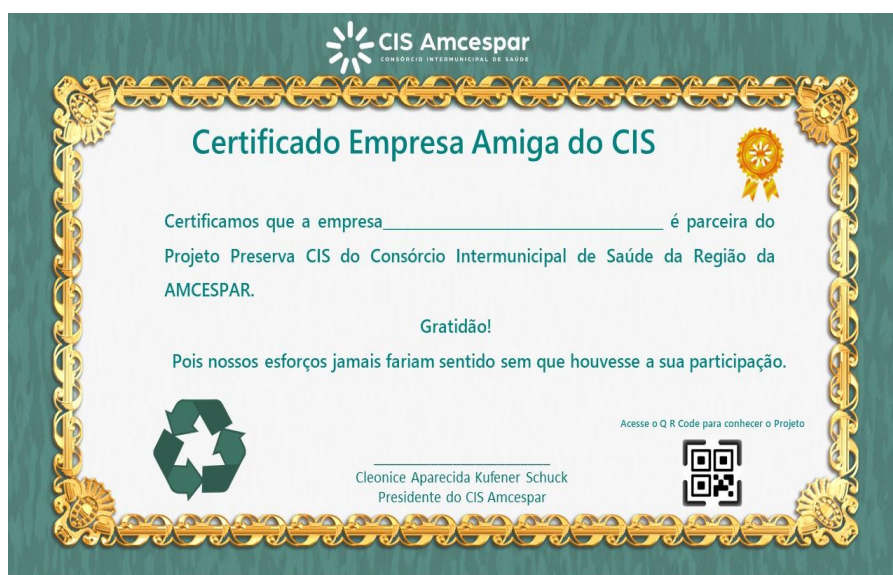 CIS Amcespar
CONSÓRCIO INTERMUNICIPAL DE SAÚDE
Certificado Empresa Amiga do CIS
Certificamos que a empresa_______________________________ é parceira do
Projeto Preserva CIS do Consórcio Intermunicipal de Saúde da Região da
AMCESPAR.
Gratidão!
Pois nossos esforços jamais fariam sentido sem que houvesse a sua participação.
Acesse o Q R Code para conhecer o Projeto
Cleonice Aparecida Kufener Schuck
Presidente do CIS Amcespar